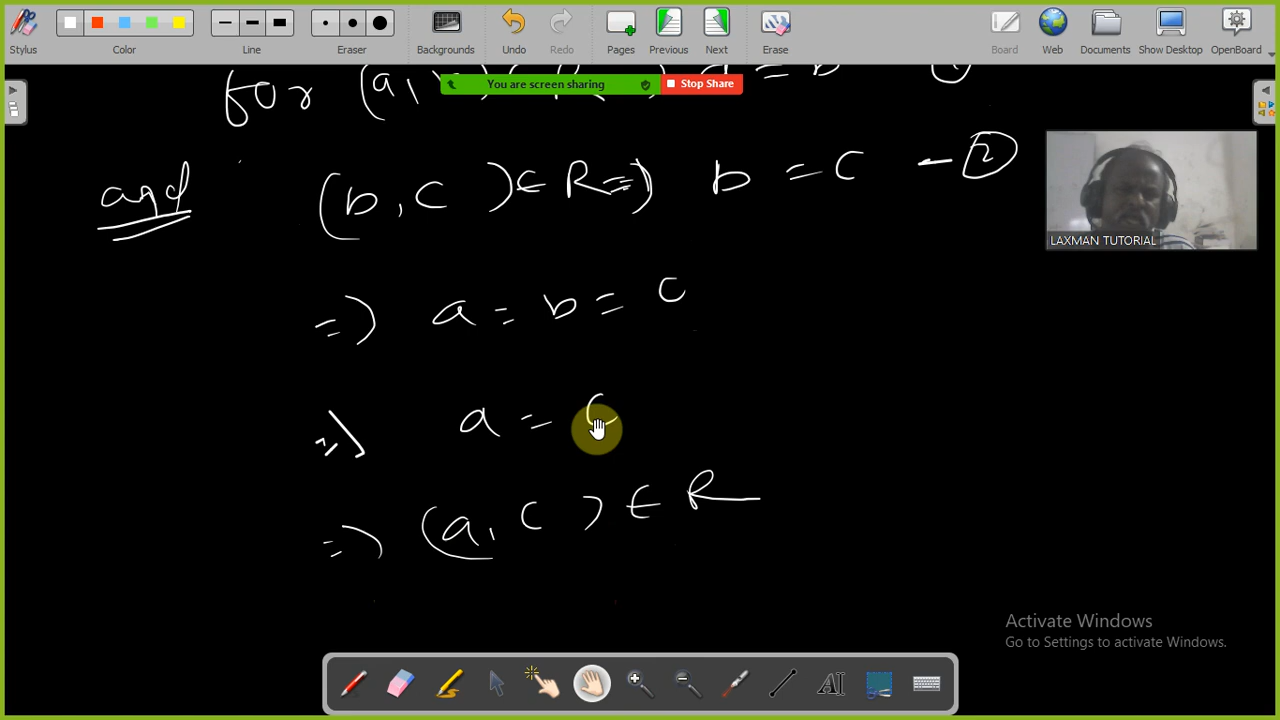 Stylus Color Line Eraser Backgrounds Undo Redo Pages Previous Next Erase Board Web Documents Show Desktop OpenBoard
You are screen sharing Stop Share
for (a,
and (b, c) ∈ R ⇒ b = c — ②
LAXMAN TUTORIAL
⇒ a = b = c
⇒ a = c
⇒ (a, c) ∈ R
Activate Windows
Go to Settings to activate Windows.